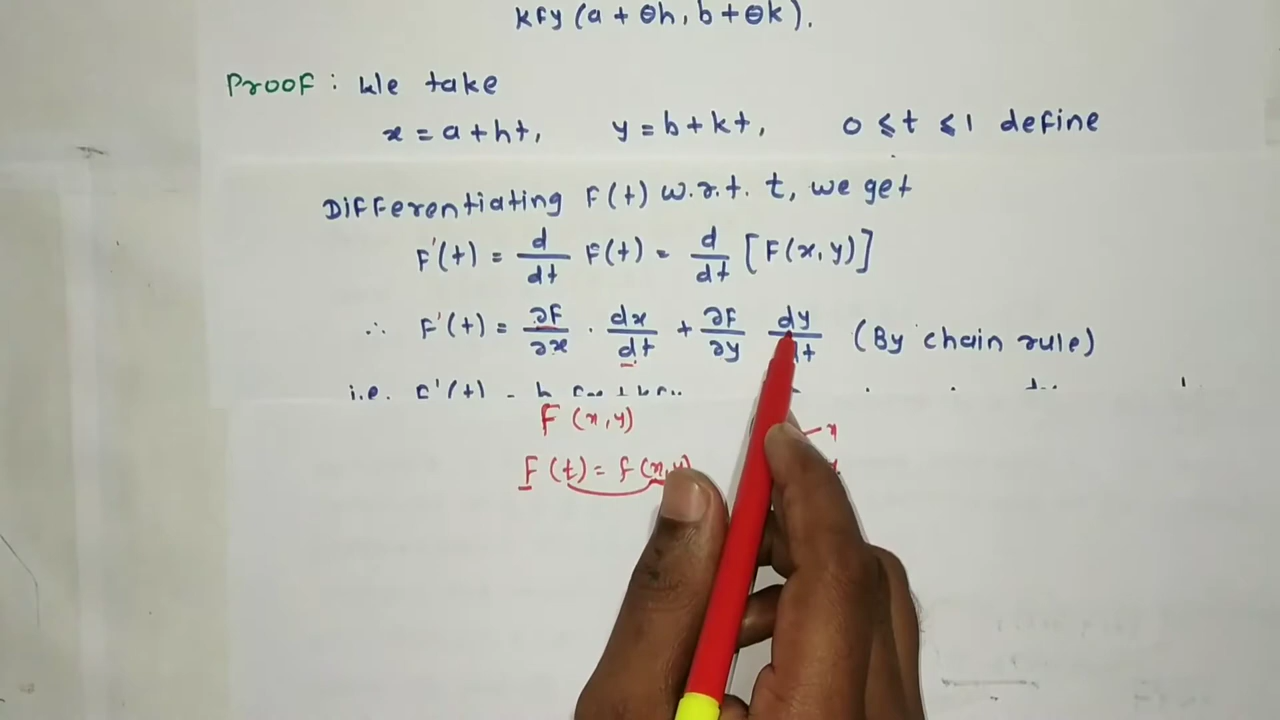 kfy (a + θh, b + θk).
Proof : We take
x = a + ht, y = b + kt, 0 ≤ t ≤ 1 define
Differentiating F(t) w.r.t. t, we get
F'(t) = d/dt F(t) = d/dt [F(x,y)]
∴ F'(t) = ∂F/∂x · dx/dt + ∂F/∂y dy/dt (By chain rule)
i.e. F'(t) =
F (x,y)
F (t) = f(x,y)
x